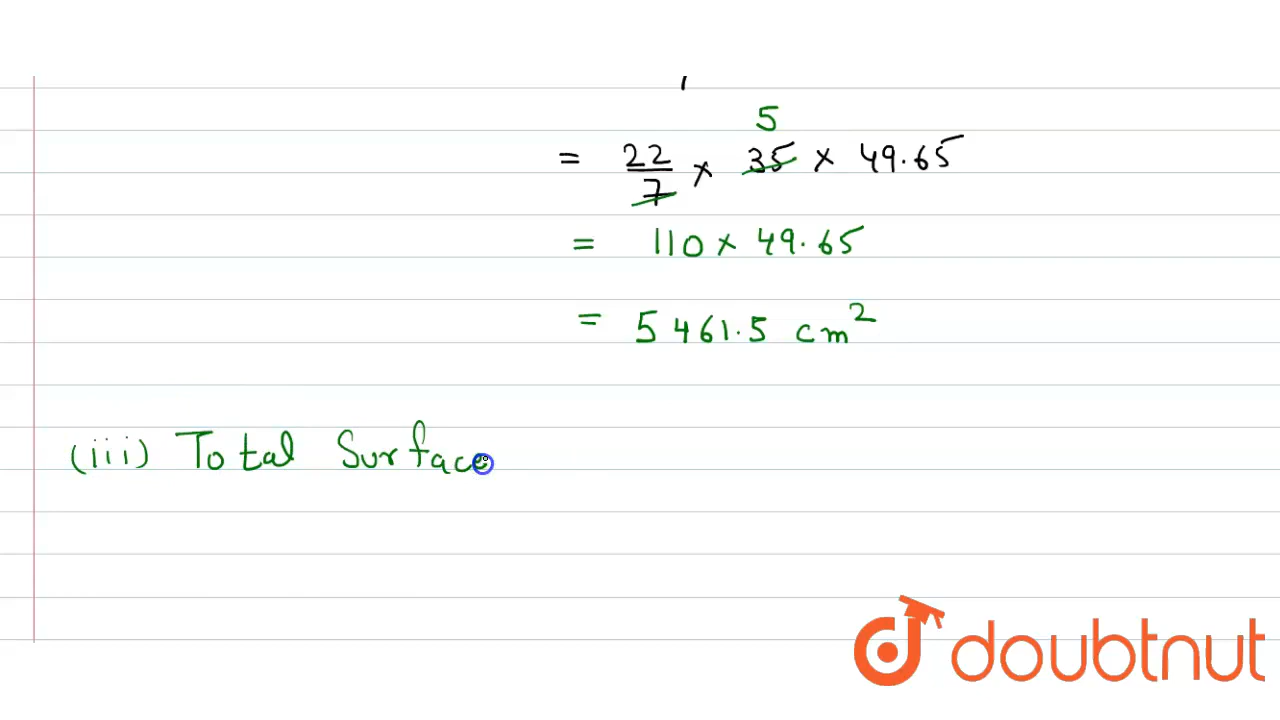 5
= 22/7 × 35 × 49.65
= 110 × 49.65
= 5461.5 cm²
(iii) Total Surface
doubtnut